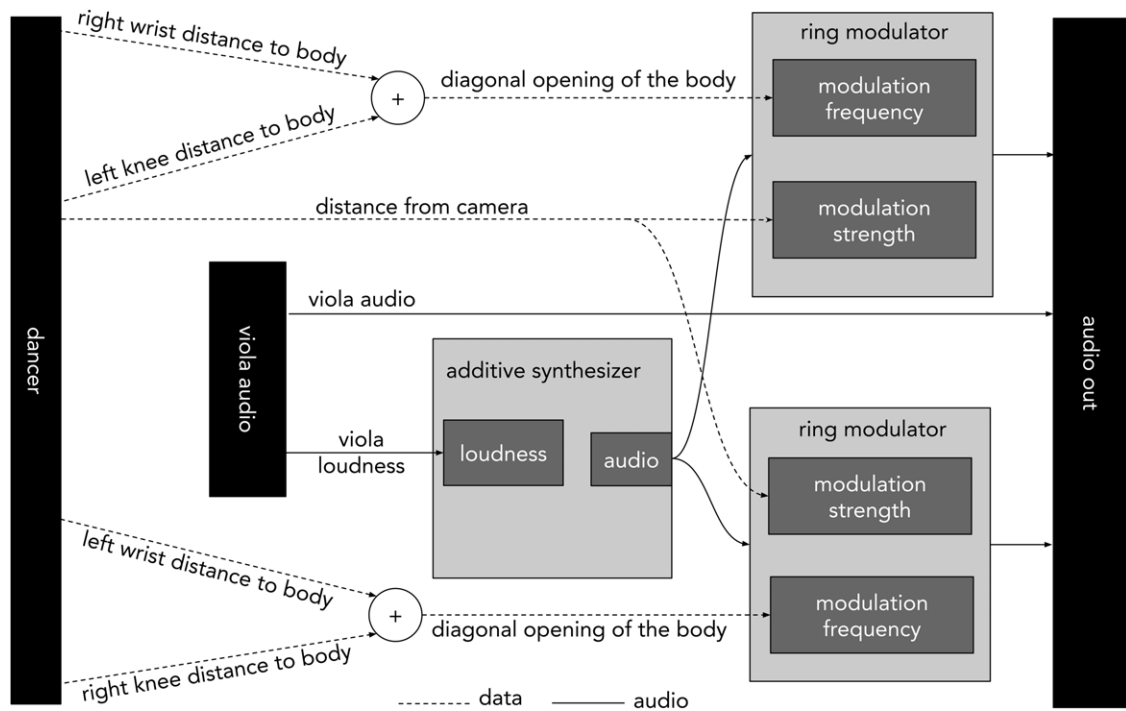 right wrist distance to body
left knee distance to body
+
diagonal opening of the body
distance from camera
ring modulator
modulation
frequency
modulation
strength
dancer
viola audio
viola audio
viola
loudness
additive synthesizer
loudness
audio
ring modulator
modulation
strength
modulation
frequency
audio out
left wrist distance to body
right knee distance to body
+
diagonal opening of the body
data
audio